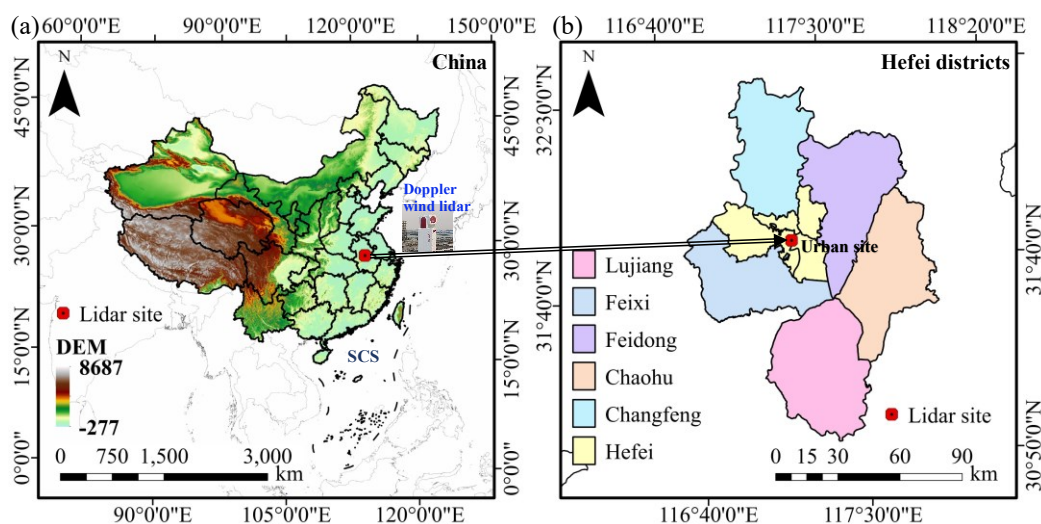 (a)
60°0'0"E
90°0'0"E
120°0'0"E
150°0'0"E
N
China
45°0'0"N
30°0'0"N
15°0'0"N
0°0'0"
45°0'0"N
30°0'0"N
15°0'0"N
0°0'0"
Doppler
wind lidar
Lidar site
DEM
8687
-277
SCS
0 750 1,500 3,000
km
90°0'0"E
105°0'0"E
120°0'0"E
(b)
116°40'0"E
117°30'0"E
118°20'0"E
N
Hefei districts
32°30'0"N
31°40'0"N
31°40'0"N
30°50'0"N
Urban site
Lujiang
Feixi
Feidong
Chaohu
Changfeng
Hefei
Lidar site
0 15 30 60 90
km
116°40'0"E
117°30'0"E